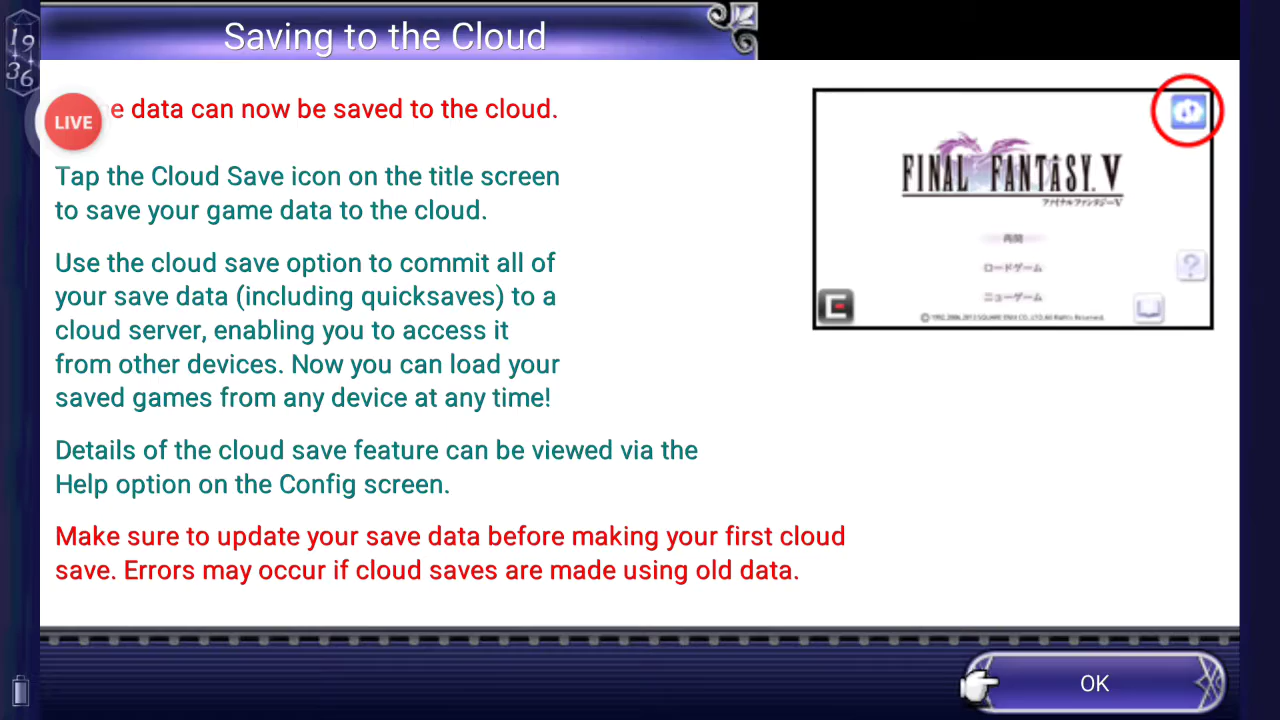 Saving to the Cloud
19
36
LIVE
e data can now be saved to the cloud.
Tap the Cloud Save icon on the title screen
to save your game data to the cloud.
Use the cloud save option to commit all of
your save data (including quicksaves) to a
cloud server, enabling you to access it
from other devices. Now you can load your
saved games from any device at any time!
Details of the cloud save feature can be viewed via the
Help option on the Config screen.
Make sure to update your save data before making your first cloud
save. Errors may occur if cloud saves are made using old data.
FINAL FANTASY V
ファイナルファンタジーV
再開
ロードゲーム
ニューゲーム
?
OK